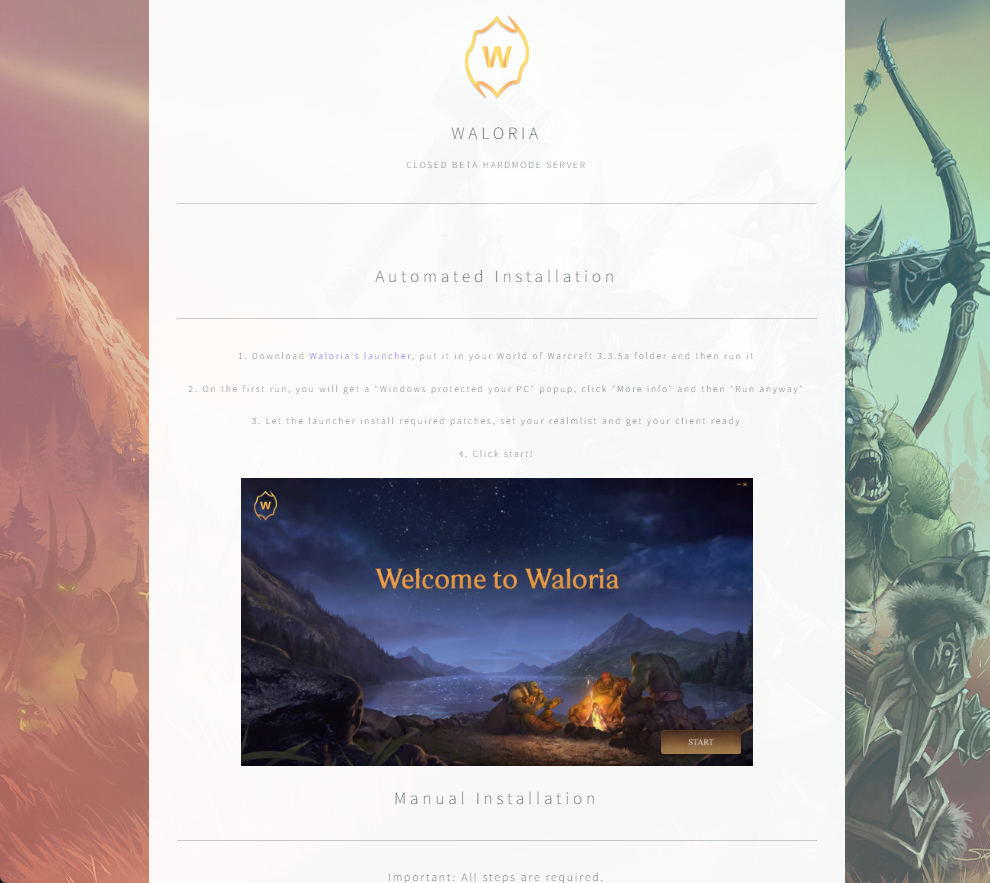 W
WALORIA
CLOSED BETA HARDMODE SERVER
Automated Installation
1. Download Waloria's launcher, put it in your World of Warcraft 3.3.5a folder and then run it
2. On the first run, you will get a "Windows protected your PC" popup, click "More info" and then "Run anyway"
3. Let the launcher install required patches, set your realmlist and get your client ready
4. Click start!
W
Welcome to Waloria
START
Manual Installation
Important: All steps are required.